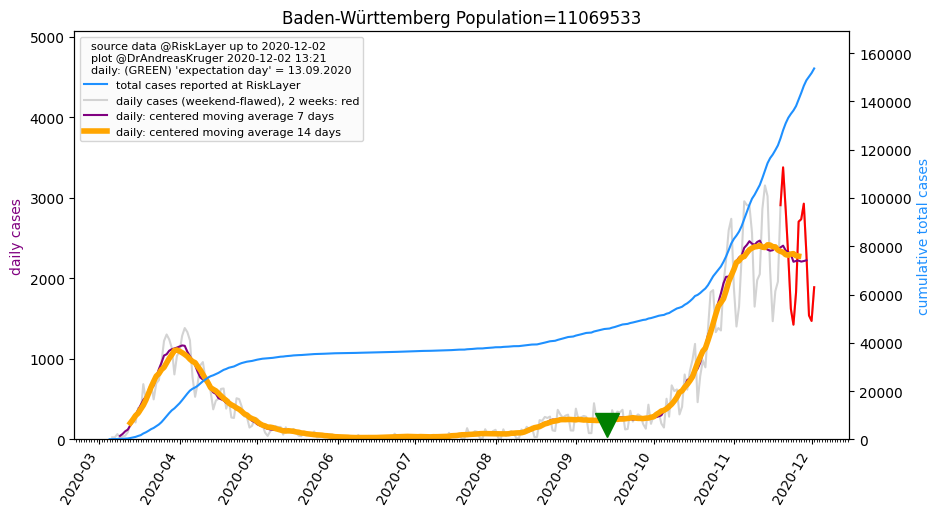 Baden-Württemberg Population=11069533
source data @RiskLayer up to 2020-12-02
plot @DrAndreasKruger 2020-12-02 13:21
daily: (GREEN) 'expectation day' = 13.09.2020
total cases reported at RiskLayer
daily cases (weekend-flawed), 2 weeks: red
daily: centered moving average 7 days
daily: centered moving average 14 days
daily cases
5000
4000
3000
2000
1000
0
cumulative total cases
160000
140000
120000
100000
80000
60000
40000
20000
0
2020-03
2020-04
2020-05
2020-06
2020-07
2020-08
2020-09
2020-10
2020-11
2020-12